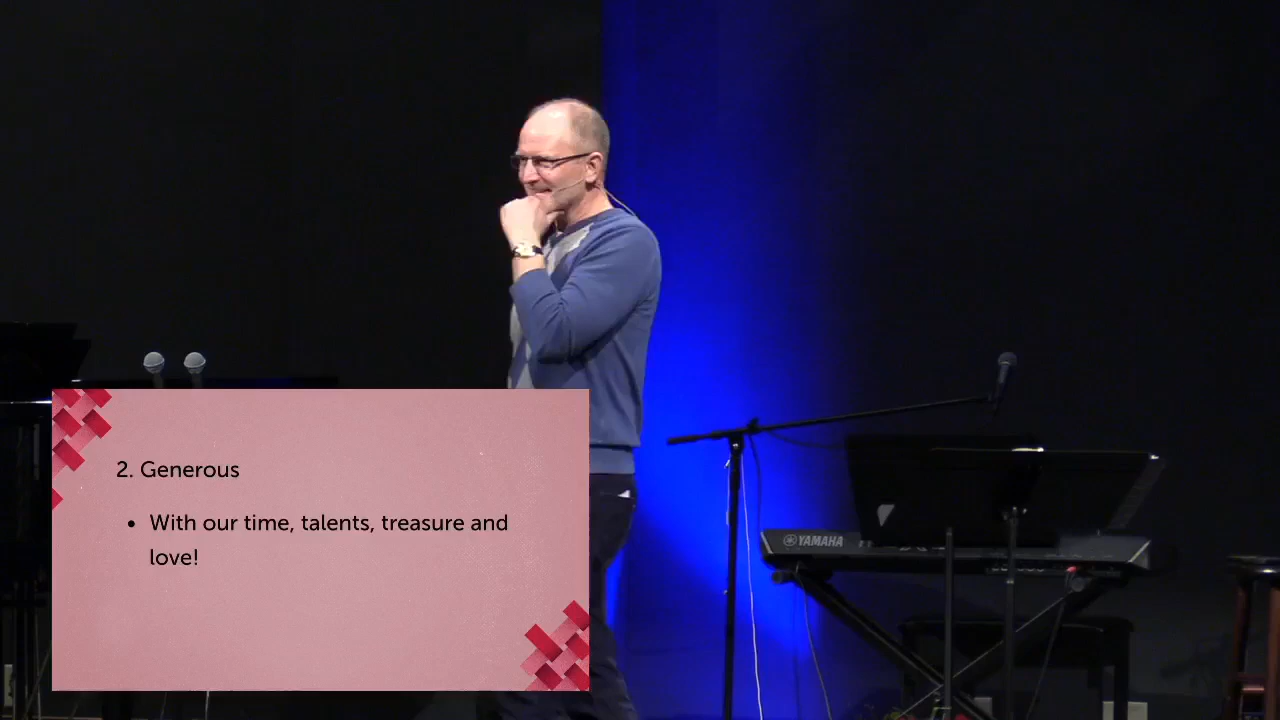 2. Generous
• With our time, talents, treasure and
love!
YAMAHA